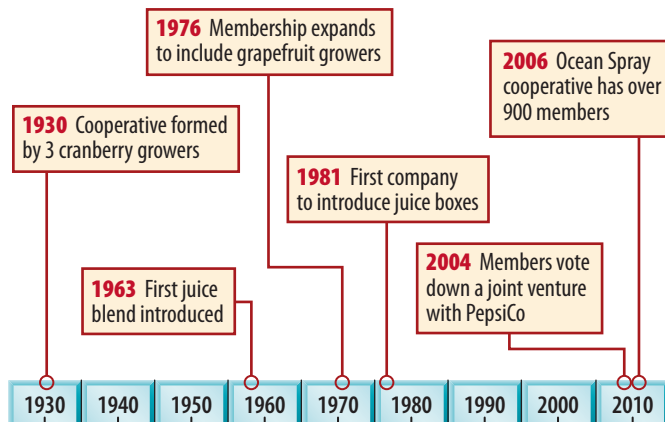 1976 Membership expands
to include grapefruit growers
2006 Ocean Spray
cooperative has over
900 members
1930 Cooperative formed
by 3 cranberry growers
1981 First company
to introduce juice boxes
2004 Members vote
down a joint venture
with PepsiCo
1963 First juice
blend introduced
1930 1940 1950 1960 1970 1980 1990 2000 2010